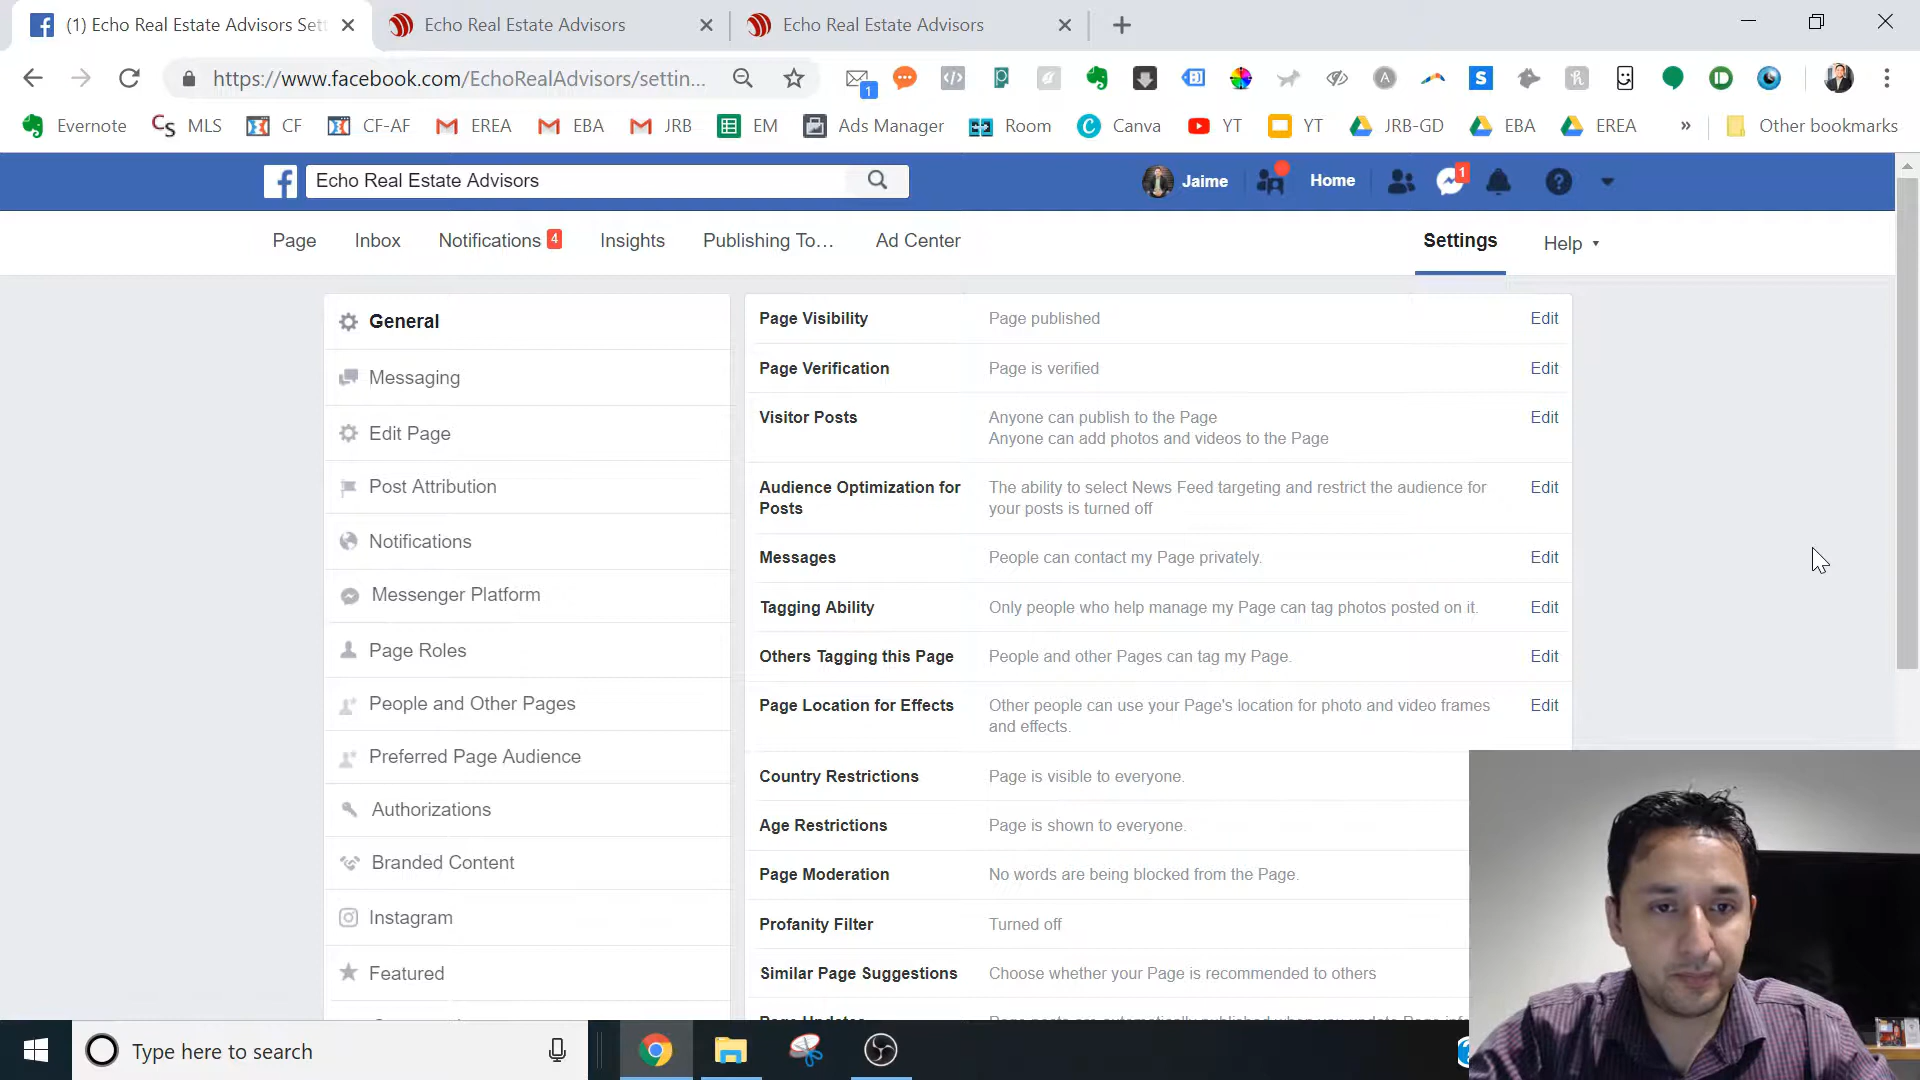 (1) Echo Real Estate Advisors Set
Echo Real Estate Advisors
Echo Real Estate Advisors
https://www.facebook.com/EchoRealAdvisors/settin...
1
Evernote
MLS
CF
CF-AF
EREA
EBA
JRB
EM
Ads Manager
Room
Canva
YT
YT
JRB-GD
EBA
EREA
»
Other bookmarks
Echo Real Estate Advisors
Jaime
Home
1
Page
Inbox
Notifications 4
Insights
Publishing To...
Ad Center
Settings
Help
General
Messaging
Edit Page
Post Attribution
Notifications
Messenger Platform
Page Roles
People and Other Pages
Preferred Page Audience
Authorizations
Branded Content
Instagram
Featured
Page Visibility Page published Edit
Page Verification Page is verified Edit
Visitor Posts Anyone can publish to the Page Edit
Anyone can add photos and videos to the Page
Audience Optimization for The ability to select News Feed targeting and restrict the audience for Edit
Posts your posts is turned off
Messages People can contact my Page privately. Edit
Tagging Ability Only people who help manage my Page can tag photos posted on it. Edit
Others Tagging this Page People and other Pages can tag my Page. Edit
Page Location for Effects Other people can use your Page's location for photo and video frames Edit
and effects.
Country Restrictions Page is visible to everyone.
Age Restrictions Page is shown to everyone.
Page Moderation No words are being blocked from the Page.
Profanity Filter Turned off
Similar Page Suggestions Choose whether your Page is recommended to others
Type here to search